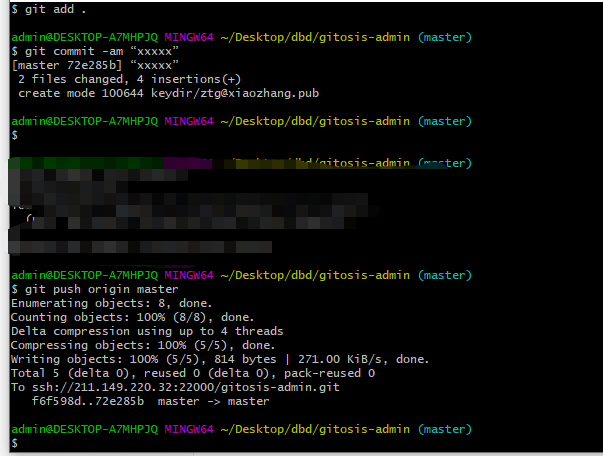 $ git add .
admin@DESKTOP-A7MHPJQ MINGW64 ~/Desktop/dbd/gitosis-admin (master)
$ git commit -am “xxxxx”
[master 72e285b] “xxxxx”
 2 files changed, 4 insertions(+)
 create mode 100644 keydir/ztg@xiaozhang.pub
admin@DESKTOP-A7MHPJQ MINGW64 ~/Desktop/dbd/gitosis-admin (master)
$
~/Desktop/dbd/gitosis-admin (master)
admin@DESKTOP-A7MHPJQ MINGW64 ~/Desktop/dbd/gitosis-admin (master)
$ git push origin master
Enumerating objects: 8, done.
Counting objects: 100% (8/8), done.
Delta compression using up to 4 threads
Compressing objects: 100% (5/5), done.
Writing objects: 100% (5/5), 814 bytes | 271.00 KiB/s, done.
Total 5 (delta 0), reused 0 (delta 0), pack-reused 0
To ssh://211.149.220.32:22000/gitosis-admin.git
   f6f598d..72e285b  master -> master
admin@DESKTOP-A7MHPJQ MINGW64 ~/Desktop/dbd/gitosis-admin (master)
$